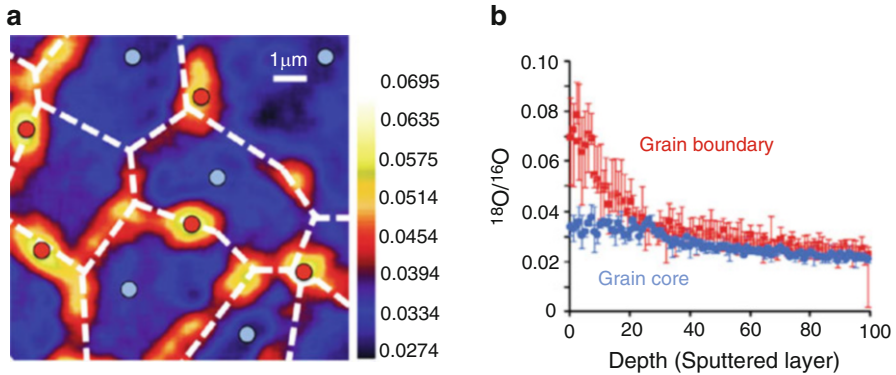 a
1μm
0.0695
0.0635
0.0575
0.0514
0.0454
0.0394
0.0334
0.0274
b
0.10
0.08
0.06
0.04
0.02
0
¹⁸O/¹⁶O
Grain boundary
Grain core
0 20 40 60 80 100
Depth (Sputtered layer)